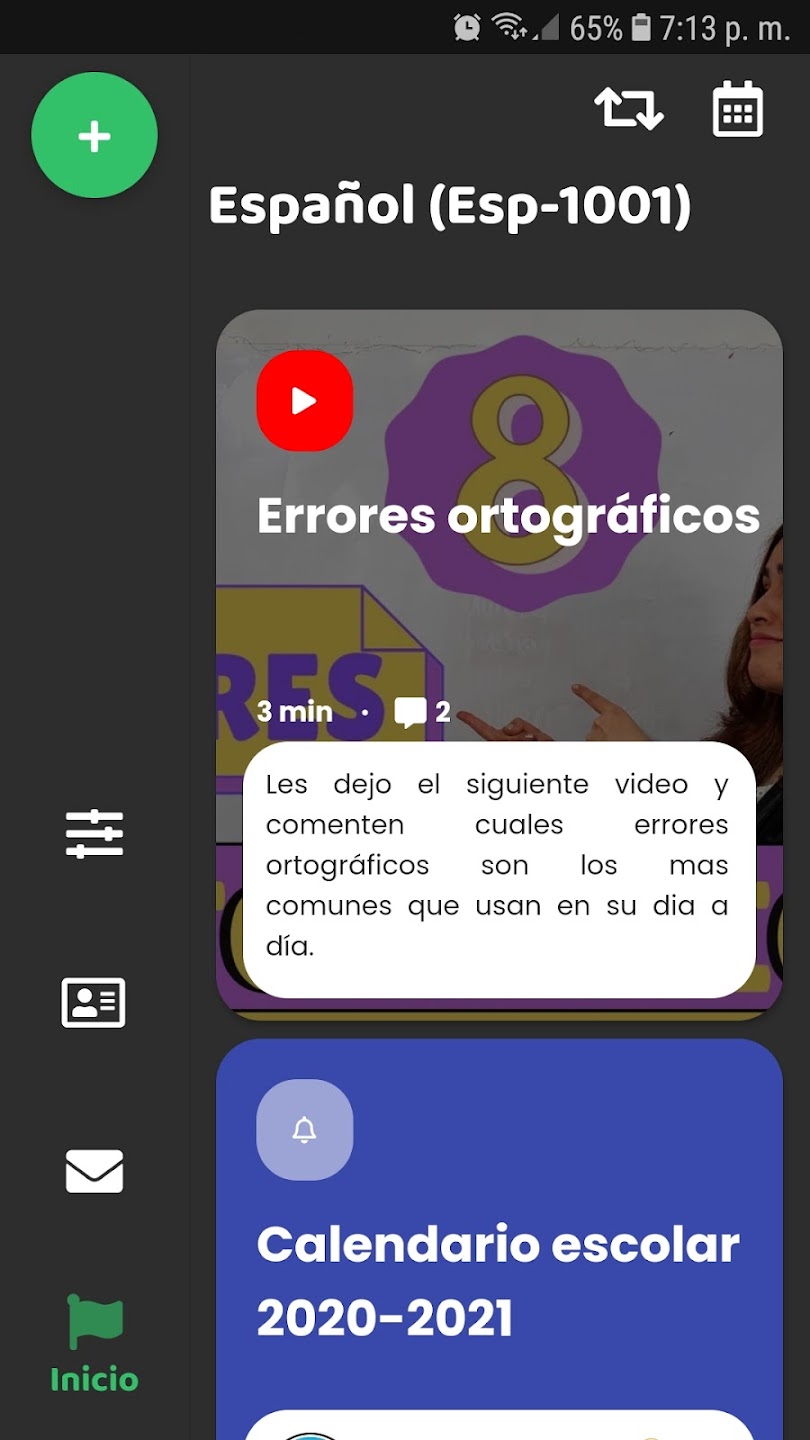 65% 7:13 p. m.
Español (Esp-1001)
8
Errores ortográficos
RES
3 min · 2
Les dejo el siguiente video y
comenten cuales errores
ortográficos son los mas
comunes que usan en su dia a
día.
Calendario escolar
2020-2021
Inicio